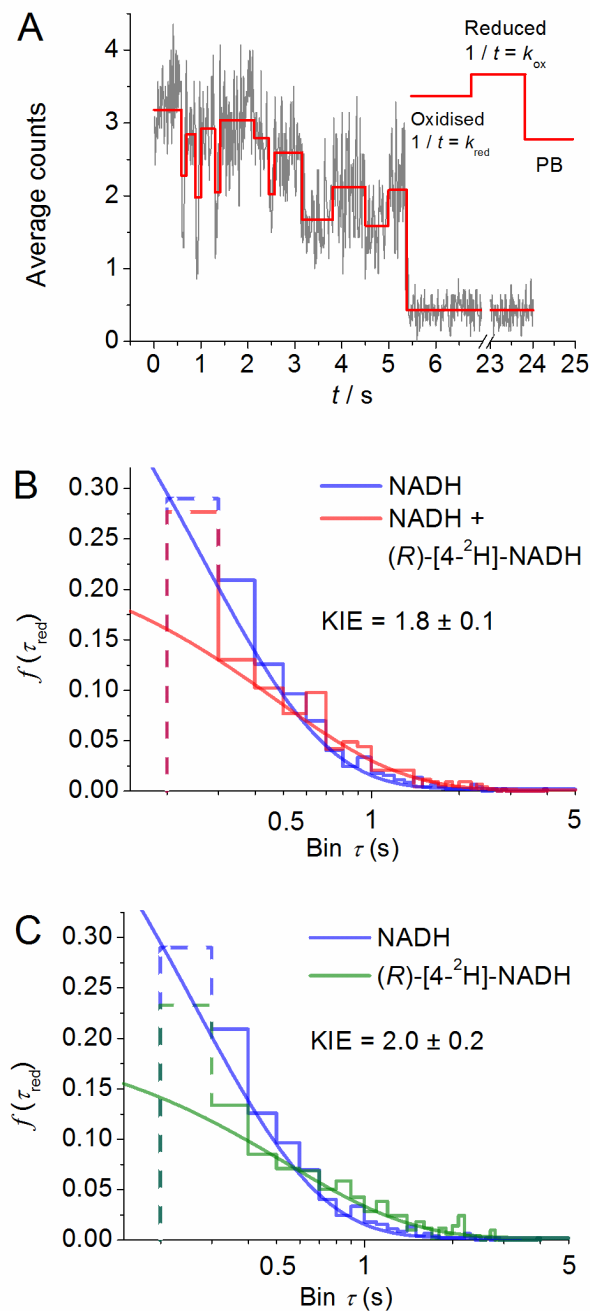 A
Reduced
1 / t = kox
Oxidised
1 / t = kred
PB
Average counts
4
3
2
1
0
0 1 2 3 4 5 6 7 23 24 25
t / s
B
NADH
NADH +
(R)-[4-²H]-NADH
KIE = 1.8 ± 0.1
f (τred)
0.30
0.25
0.20
0.15
0.10
0.05
0.00
0.5 1 5
Bin τ (s)
C
NADH
(R)-[4-²H]-NADH
KIE = 2.0 ± 0.2
f (τred)
0.30
0.25
0.20
0.15
0.10
0.05
0.00
0.5 1 5
Bin τ (s)